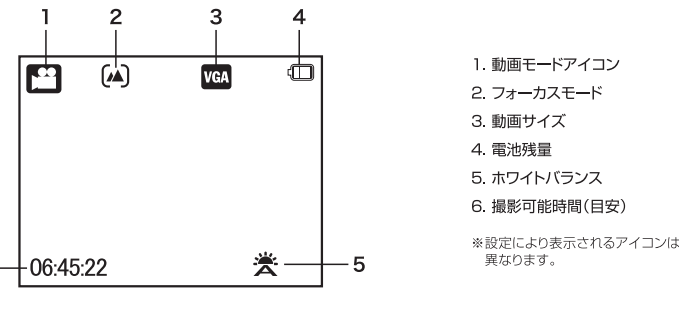 1 2 3 4
VGA
06:45:22
5
1. 動画モードアイコン
2. フォーカスモード
3. 動画サイズ
4. 電池残量
5. ホワイトバランス
6. 撮影可能時間(目安)
※設定により表示されるアイコンは
異なります。